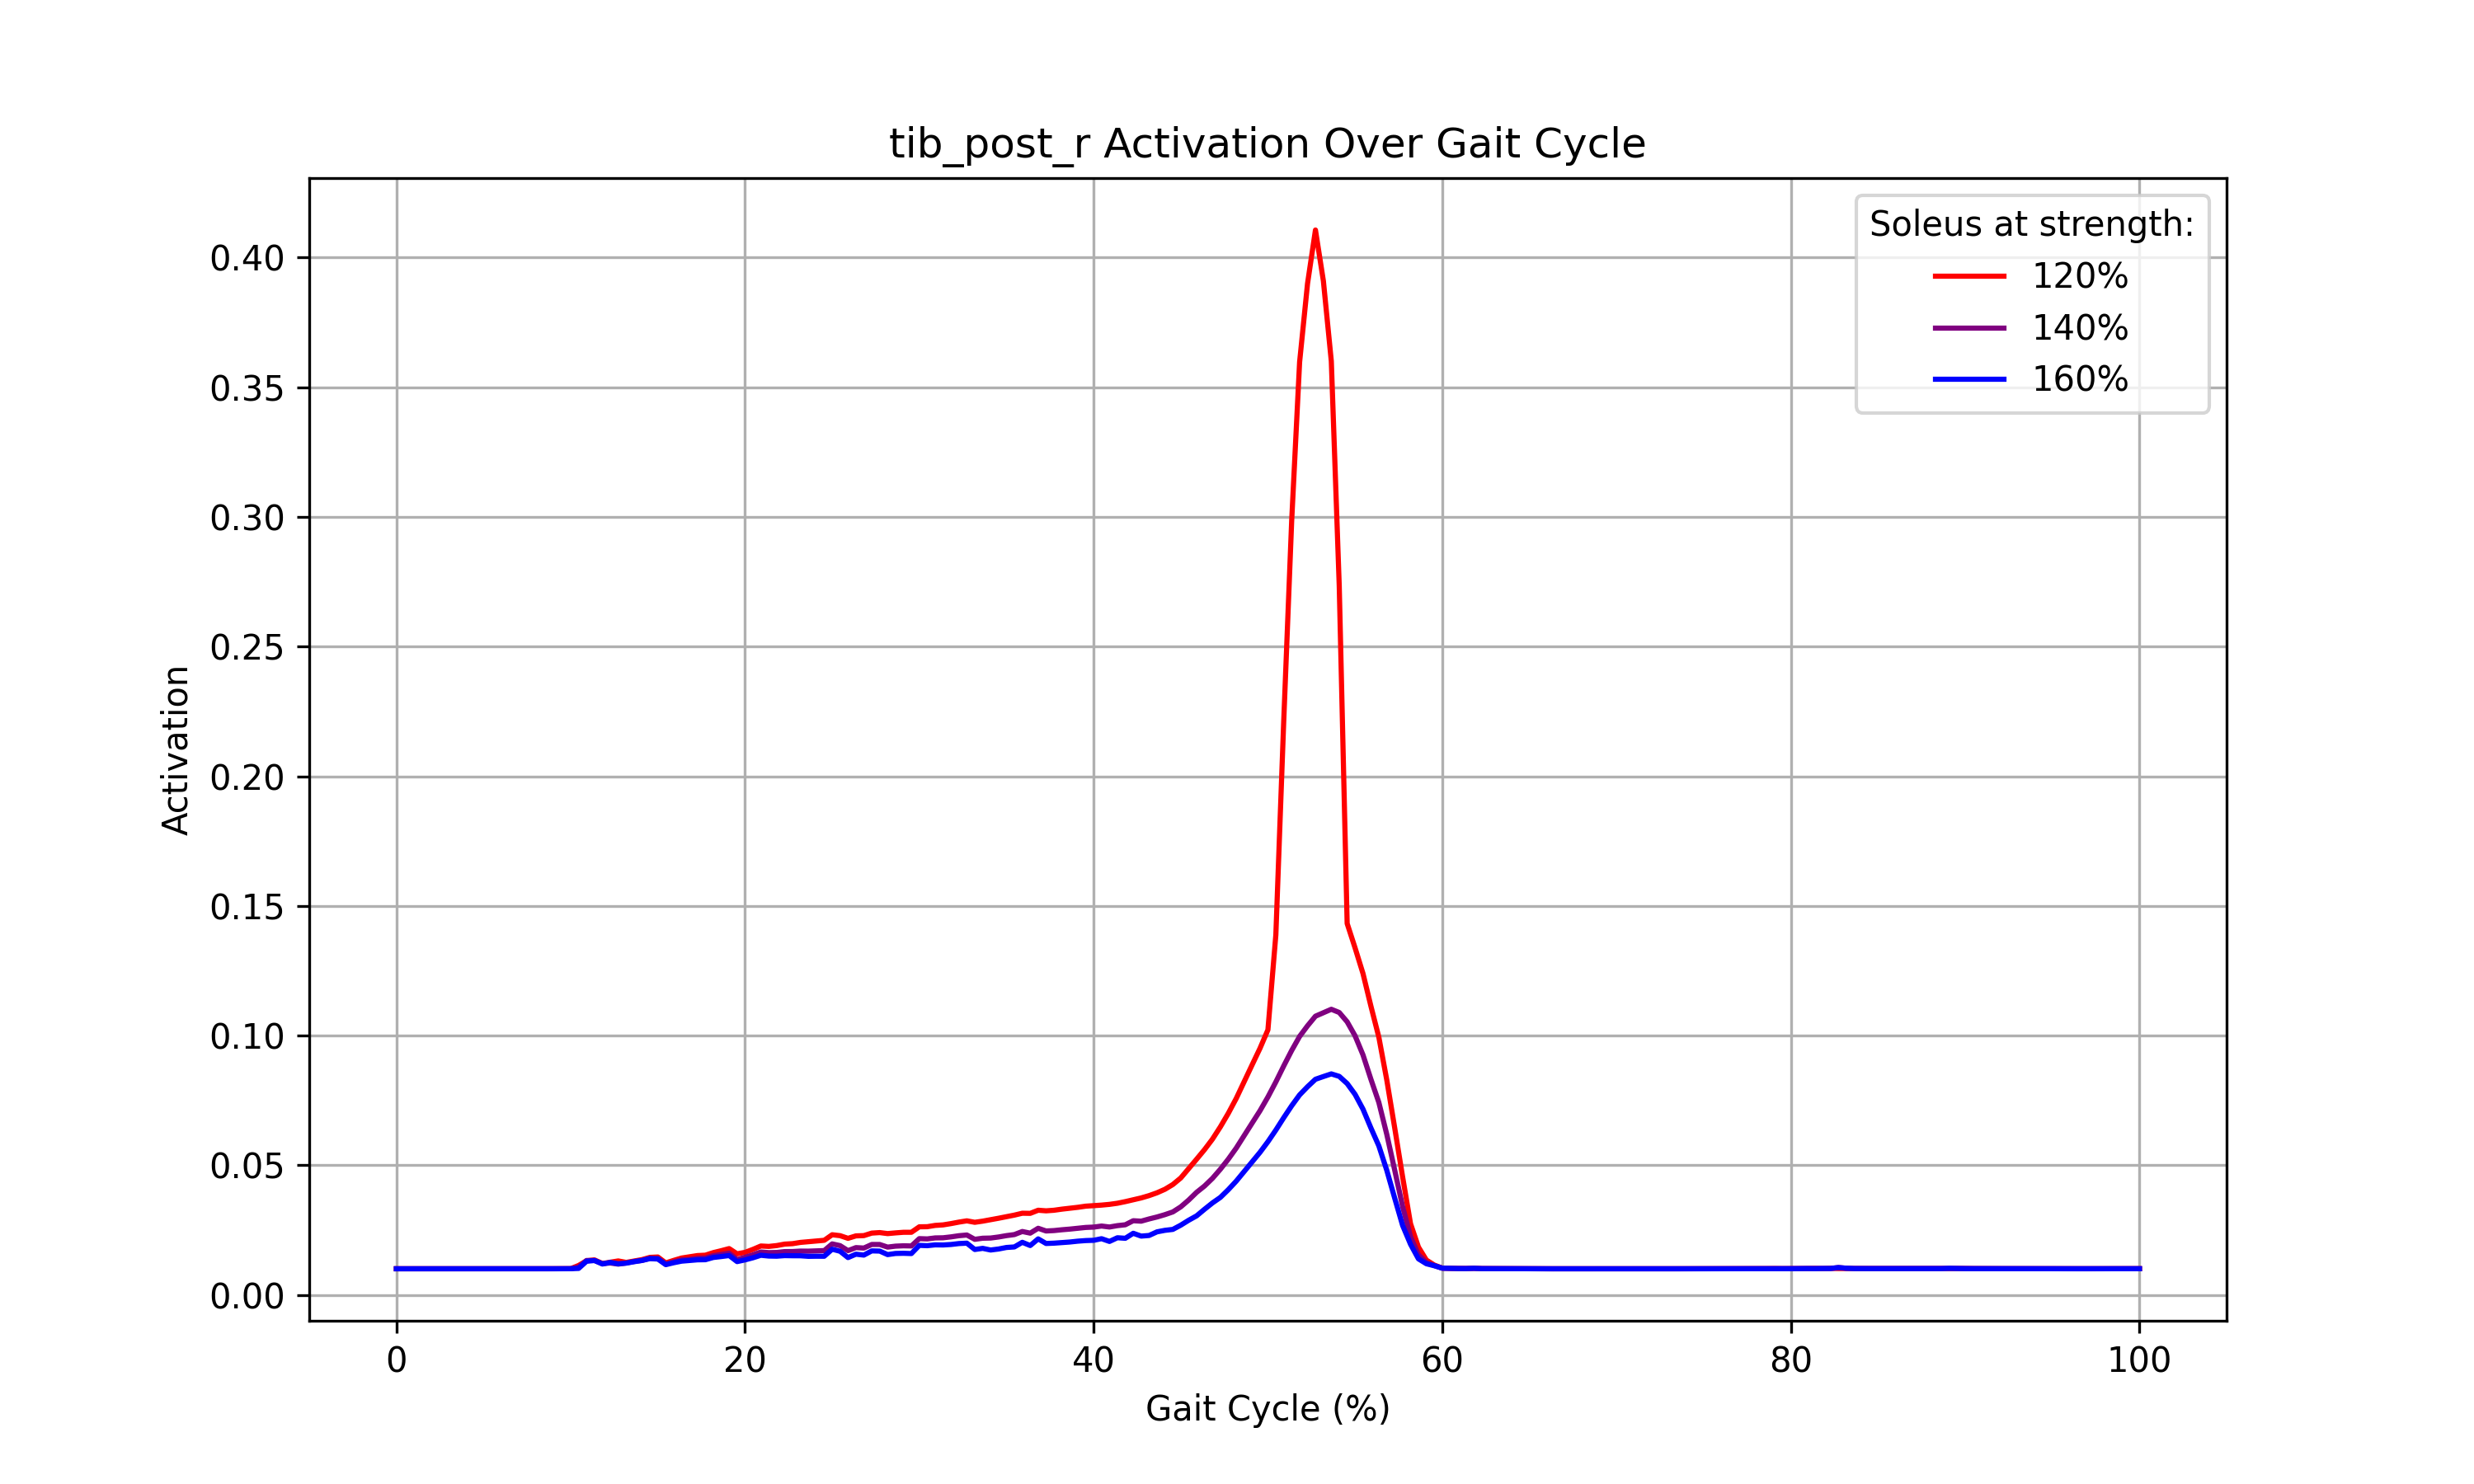 tib_post_r Activation Over Gait Cycle
Soleus at strength:
120%
140%
160%
Activation
0.40
0.35
0.30
0.25
0.20
0.15
0.10
0.05
0.00
0 20 40 60 80 100
Gait Cycle (%)